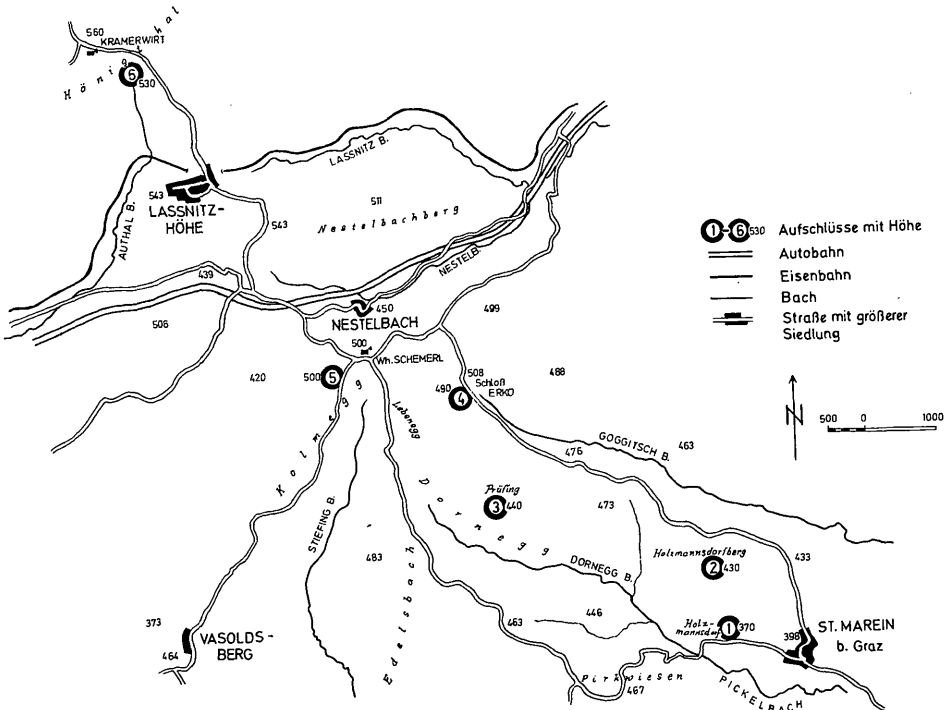 560
KRAMERWIRT
Hönigthal
6 530
LASSNITZ B.
543
LASSNITZ-
HÖHE
AUTHAL B.
543
511
Nestelbachberg
NESTELB.
439
506
450
NESTELBACH
499
500
Wh. SCHEMERL
420
500 5
508
Schloß
ERKO
490 4
488
Kolmegg
Lebenegg
GOGGITSCH B.
463
476
Prüfing
3 440
473
Dornegg
STIEFING B.
483
Edelsbach
DORNEGG B.
Holzmannsdorfberg
2 430
433
446
463
Holz-
mannsdorf
1 370
398
ST. MAREIN
b. Graz
373
464
VASOLDS-
BERG
Pirkwiesen
467
PICKELBACH
1-6 530 Aufschlüsse mit Höhe
Autobahn
Eisenbahn
Bach
Straße mit größerer
Siedlung
N
500 0 1000